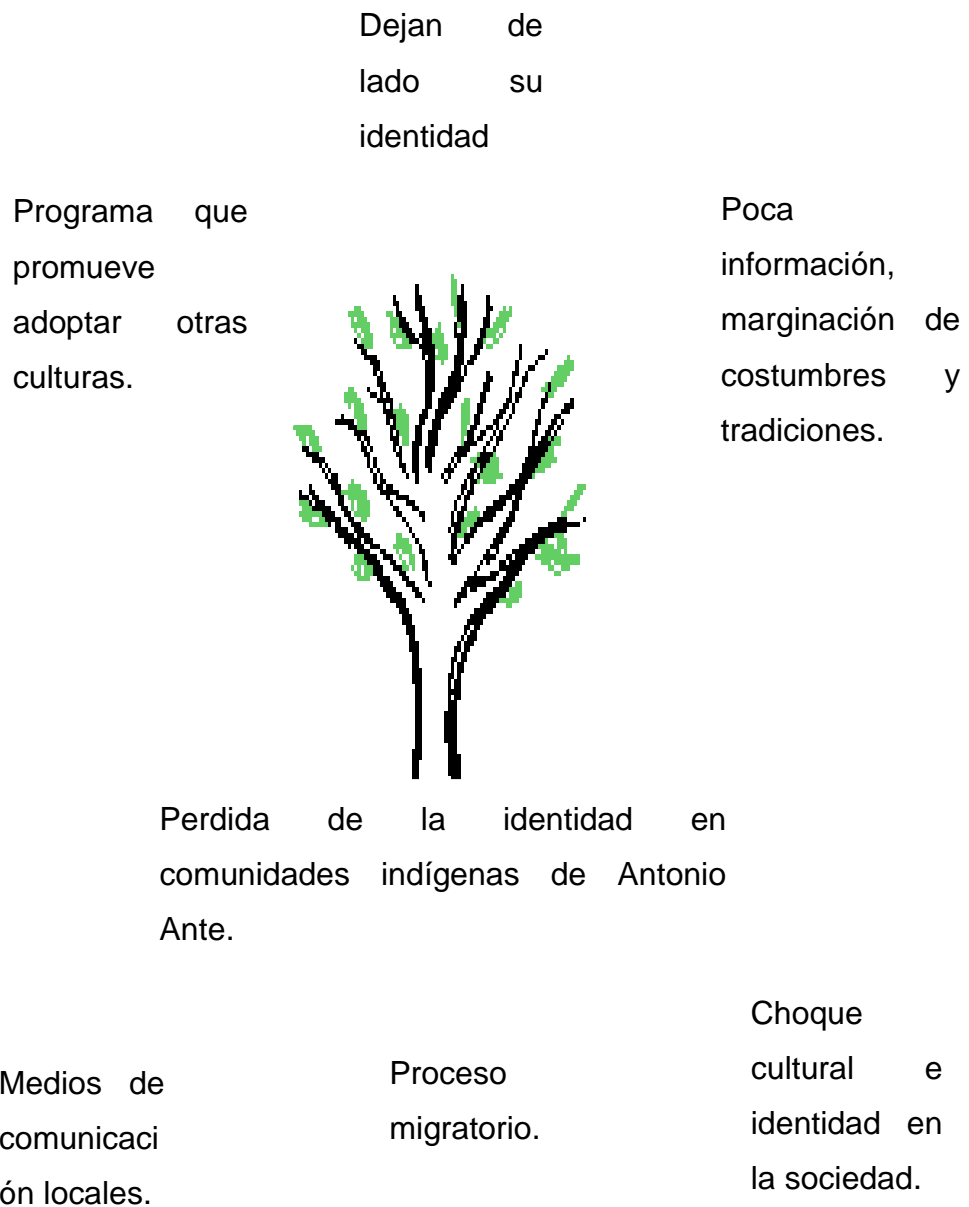 Dejan de
lado su
identidad
Programa que
promueve
adoptar otras
culturas.
Poca
información,
marginación de
costumbres y
tradiciones.
Perdida de la identidad en
comunidades indígenas de Antonio
Ante.
Medios de
comunicaci
ón locales.
Proceso
migratorio.
Choque
cultural e
identidad en
la sociedad.